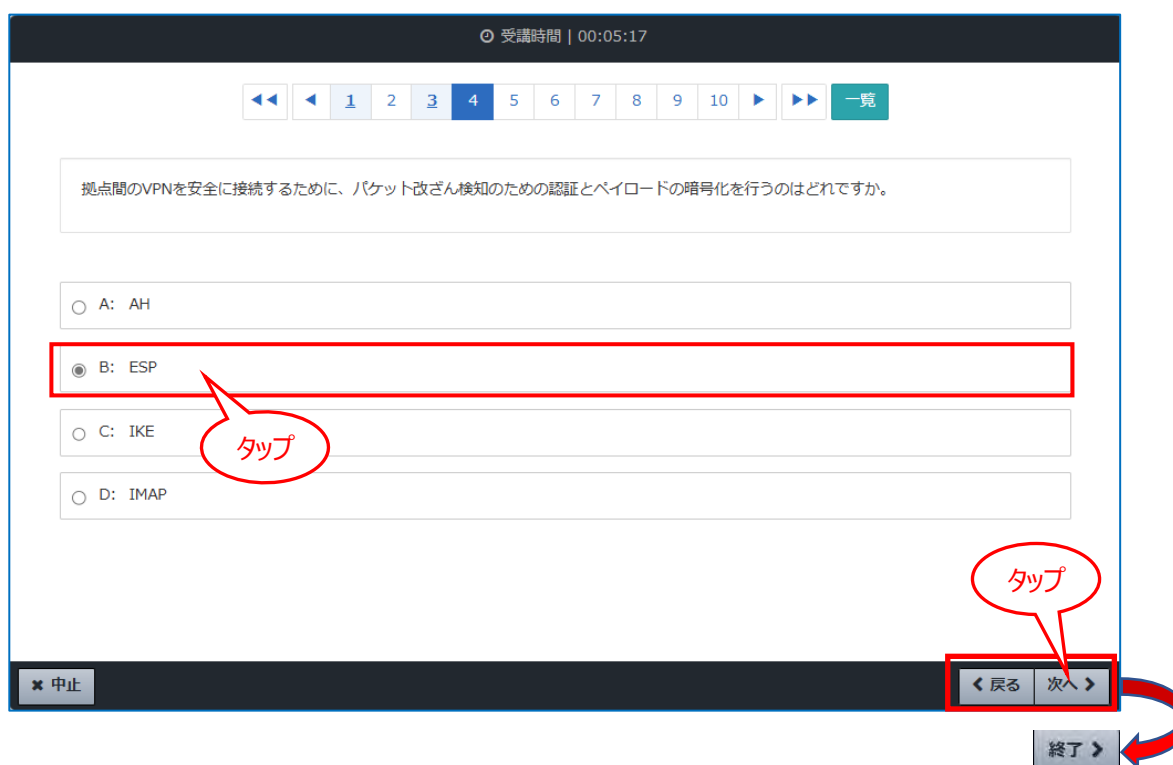 受講時間 | 00:05:17
◀◀ ◀ 1 2 3 4 5 6 7 8 9 10 ▶ ▶▶ 一覧
拠点間のVPNを安全に接続するために、パケット改ざん検知のための認証とペイロードの暗号化を行うのはどれですか。
A: AH
B: ESP
C: IKE
タップ
D: IMAP
タップ
✖ 中止
戻る 次へ
終了